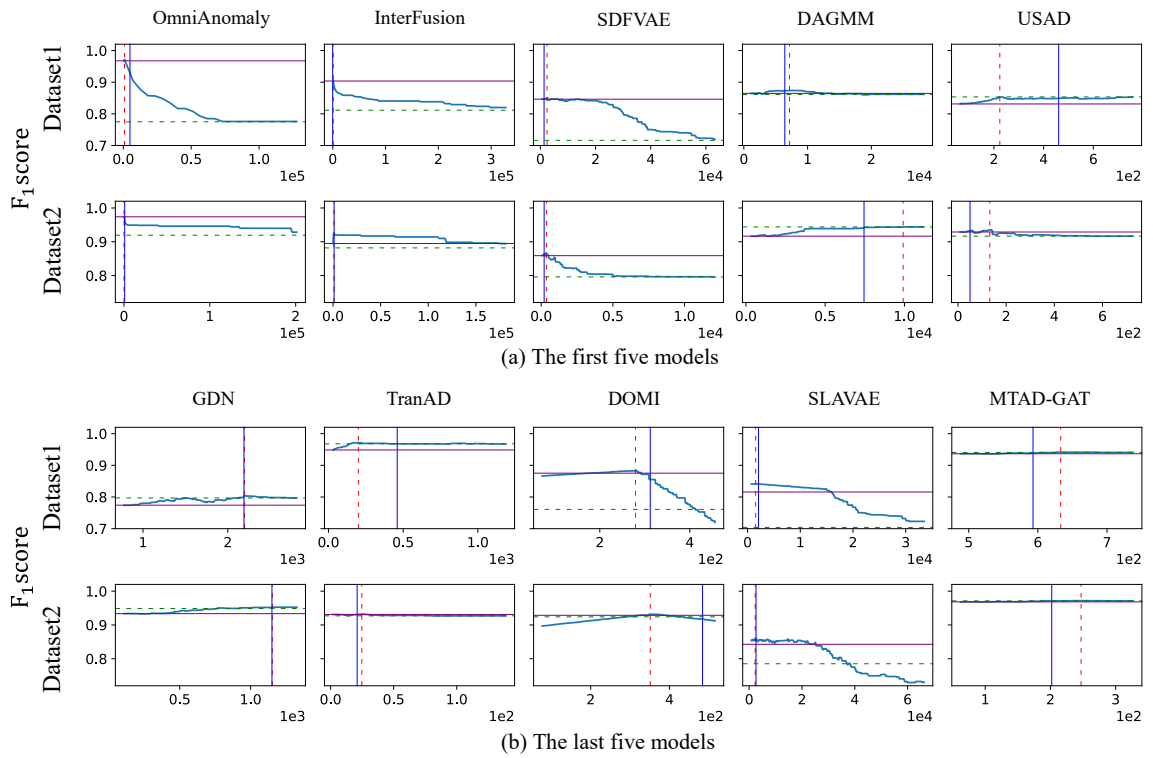 OmniAnomaly InterFusion SDFVAE DAGMM USAD
F1 score
Dataset1
1.0
0.9
0.8
0.7
0.0 0.5 1.0
1e5
0 1 2 3
1e5
0 2 4 6
1e4
0 2
1e4
2 4 6
1e2
Dataset2
1.0
0.9
0.8
0 1 2
1e5
0.0 0.5 1.0 1.5
1e5
0.0 0.5 1.0
1e4
0.0 0.5 1.0
1e4
0 2 4 6
1e2
(a) The first five models
GDN TranAD DOMI SLAVAE MTAD-GAT
F1 score
Dataset1
1.0
0.9
0.8
0.7
1 2
1e3
0.0 0.5 1.0
1e3
2 4
1e2
0 1 2 3
1e4
5 6 7
1e2
Dataset2
1.0
0.9
0.8
0.5 1.0
1e3
0.0 0.5 1.0
1e2
2 4
1e2
0 2 4 6
1e4
1 2 3
1e2
(b) The last five models